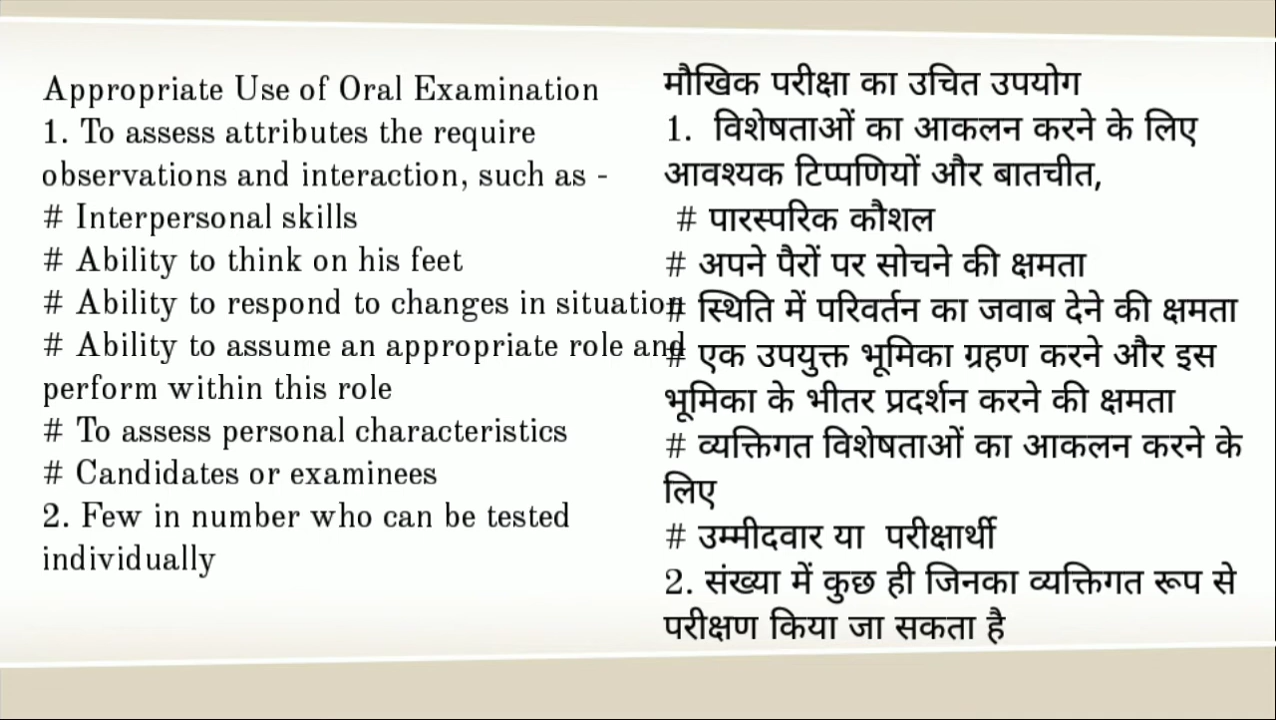 Appropriate Use of Oral Examination
1. To assess attributes the require
observations and interaction, such as -
# Interpersonal skills
# Ability to think on his feet
# Ability to respond to changes in situation
# Ability to assume an appropriate role and
perform within this role
# To assess personal characteristics
# Candidates or examinees
2. Few in number who can be tested
individually
मौखिक परीक्षा का उचित उपयोग
1. विशेषताओं का आकलन करने के लिए
आवश्यक टिप्पणियों और बातचीत,
# पारस्परिक कौशल
# अपने पैरों पर सोचने की क्षमता
# स्थिति में परिवर्तन का जवाब देने की क्षमता
# एक उपयुक्त भूमिका ग्रहण करने और इस
भूमिका के भीतर प्रदर्शन करने की क्षमता
# व्यक्तिगत विशेषताओं का आकलन करने के
लिए
# उम्मीदवार या परीक्षार्थी
2. संख्या में कुछ ही जिनका व्यक्तिगत रूप से
परीक्षण किया जा सकता है